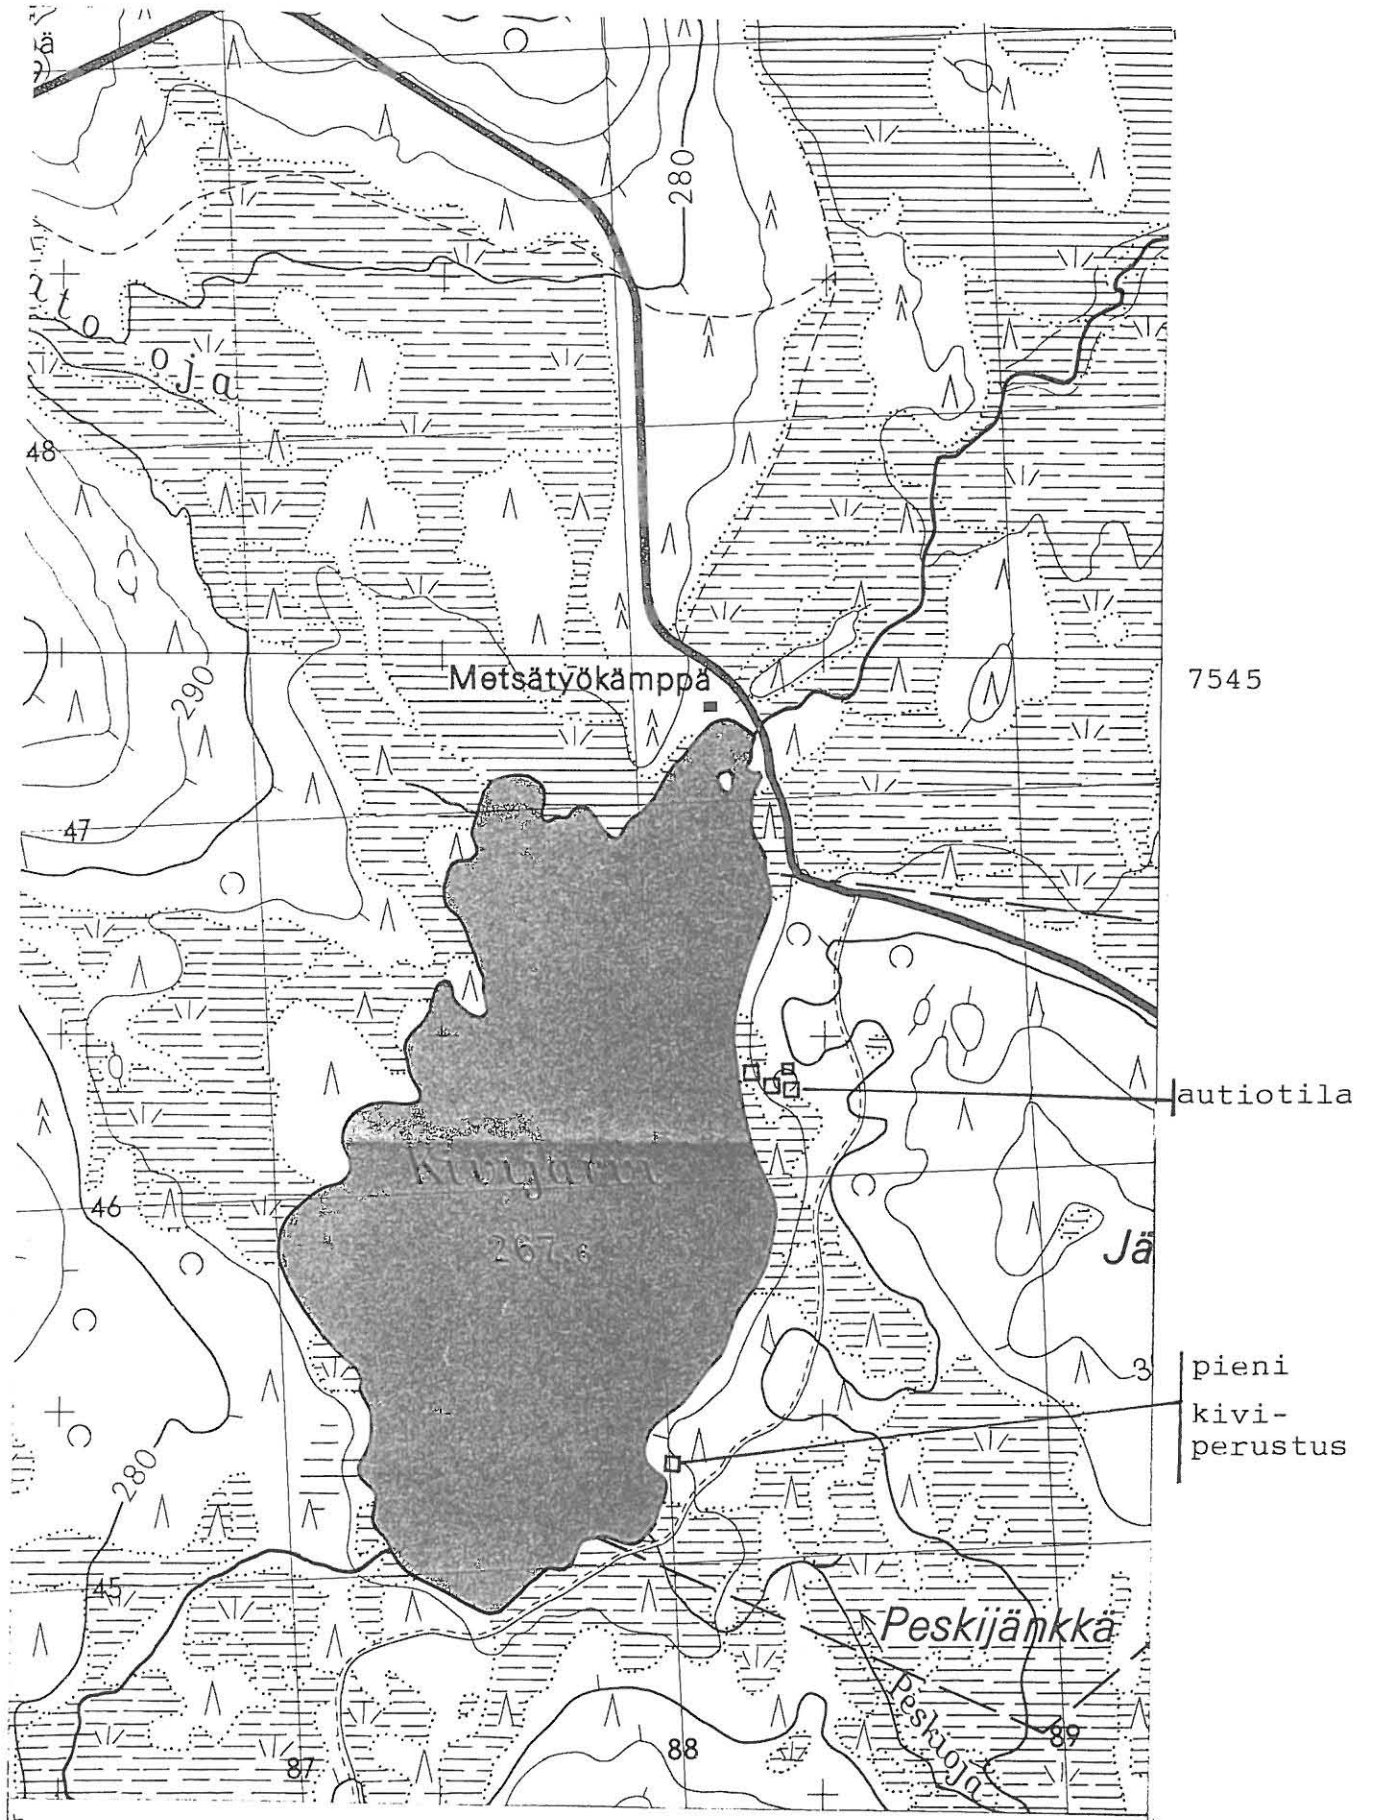 ä
280
oja
48
Metsätyökämppä
7545
290
47
autiotila
Kivijärvi
46
267.6
Jä
3
pieni
kivi-
perustus
280
45
Peskijänkkä
Peskioja
89
88
87